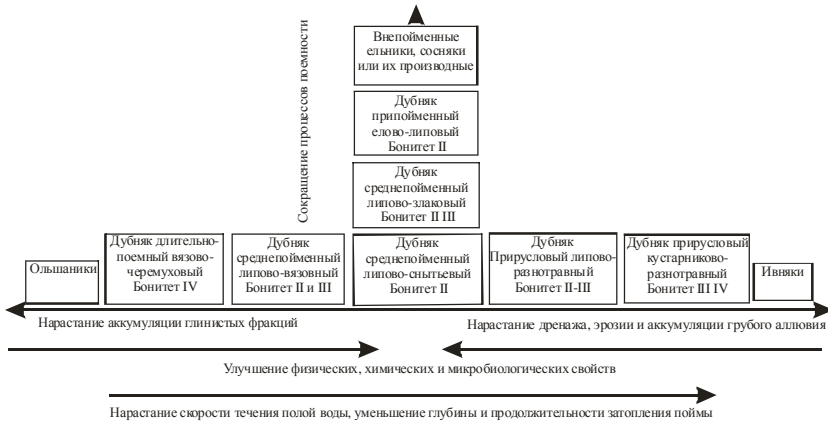 Сокращение процессов поемности
Внепойменные
ельники, сосняки
или их производные
Дубняк
припойменный
елово-липовый
Бонитет II
Дубняк
среднепойменный
липово-злаковый
Бонитет II III
Ольшаники
Дубняк длительно-
поемный вязово-
черемуховый
Бонитет IV
Дубняк
среднепойменный
липово-вязовный
Бонитет II и III
Дубняк
среднепойменный
липово-снытьевый
Бонитет II
Дубняк
Прирусловый липово-
разнотравный
Бонитет II-III
Дубняк прирусловый
кустарниково-
разнотравный
Бонитет III IV
Ивняки
Нарастание аккумуляции глинистых фракций
Нарастание дренажа, эрозии и аккумуляции грубого аллювия
Улучшение физических, химических и микробиологических свойств
Нарастание скорости течения полой воды, уменьшение глубины и продолжительности затопления поймы